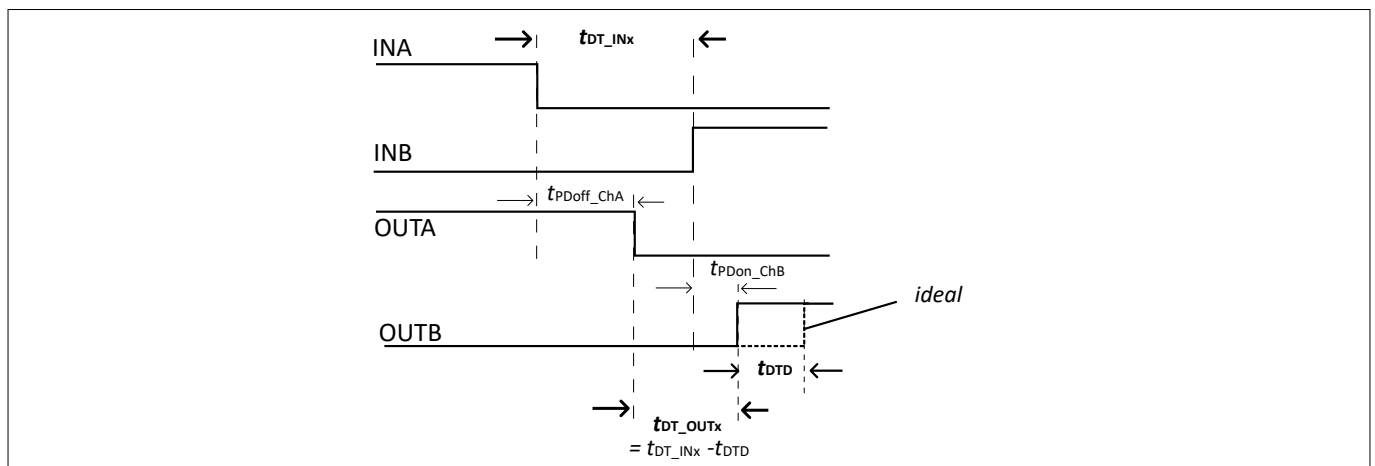 INA
tDT_INx
INB
tPDoff_ChA
OUTA
tPDon_ChB
ideal
OUTB
tDTD
tDT_OUTx
= tDT_INx -tDTD